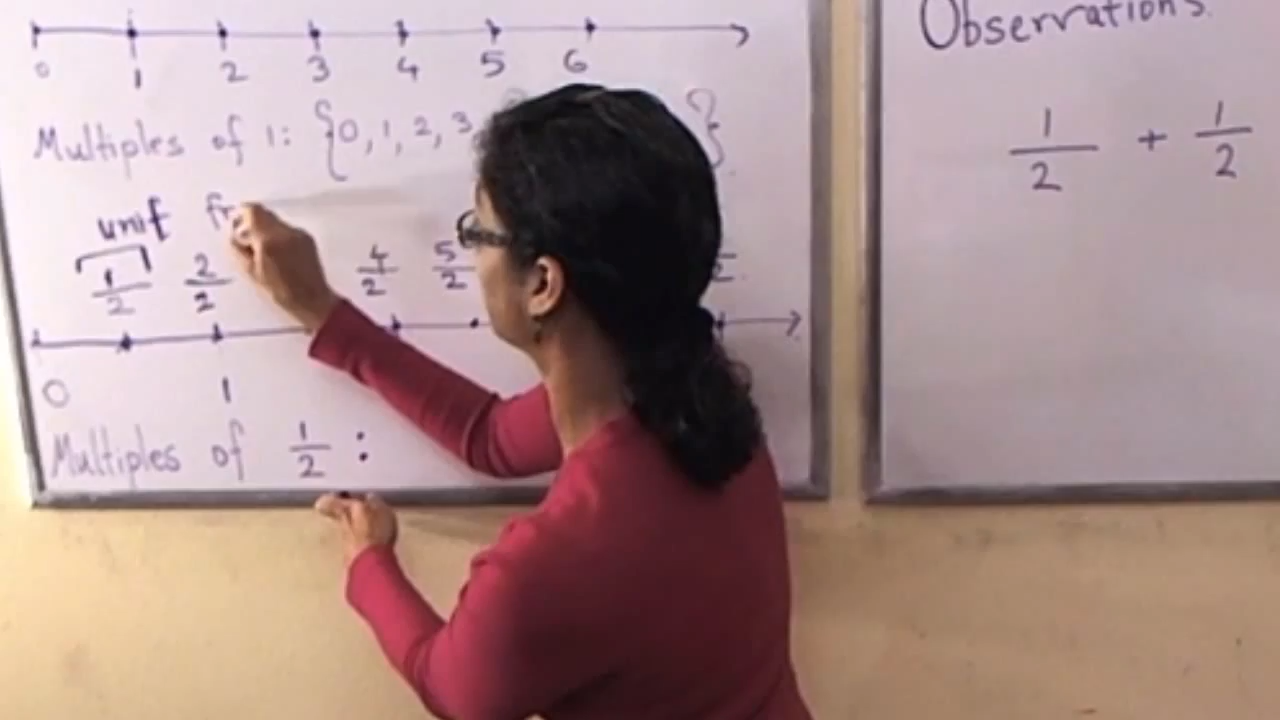 0 1 2 3 4 5 6
Multiples of 1: {0, 1, 2, 3 }
unit fr
1/2 2/2 4/2 5/2
0 1
Multiples of 1/2 :
Observations
1/2 + 1/2